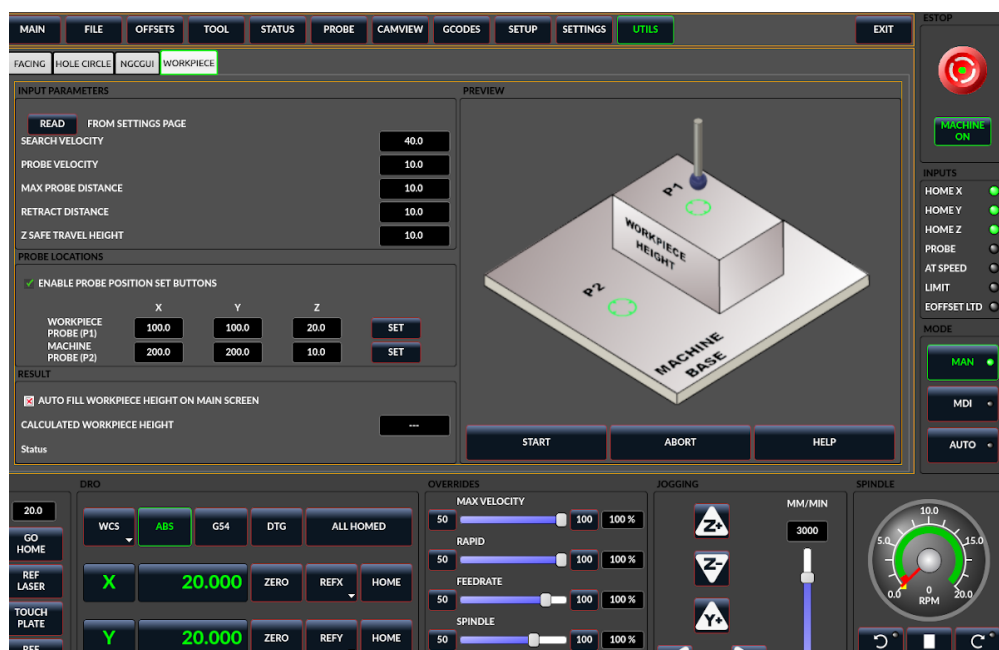 MAIN FILE OFFSETS TOOL STATUS PROBE CAMVIEW GCODES SETUP SETTINGS UTILS EXIT
ESTOP
MACHINE
ON
FACING HOLE CIRCLE NGCGUI WORKPIECE
INPUT PARAMETERS
READ FROM SETTINGS PAGE
SEARCH VELOCITY 40.0
PROBE VELOCITY 10.0
MAX PROBE DISTANCE 10.0
RETRACT DISTANCE 10.0
Z SAFE TRAVEL HEIGHT 10.0
PROBE LOCATIONS
ENABLE PROBE POSITION SET BUTTONS
X Y Z
WORKPIECE
PROBE (P1) 100.0 100.0 20.0 SET
MACHINE
PROBE (P2) 200.0 200.0 10.0 SET
RESULT
AUTO FILL WORKPIECE HEIGHT ON MAIN SCREEN
CALCULATED WORKPIECE HEIGHT ---
Status
PREVIEW
P1
WORKPIECE
HEIGHT
P2
MACHINE
BASE
START ABORT HELP
INPUTS
HOME X
HOME Y
HOME Z
PROBE
AT SPEED
LIMIT
EOFFSET LTD
MODE
MAN
MDI
AUTO
20.0
GO
HOME
REF
LASER
TOUCH
PLATE
REF
DRO
WCS ABS G54 DTG ALL HOMED
X 20.000 ZERO REFX HOME
Y 20.000 ZERO REFY HOME
OVERRIDES
MAX VELOCITY
50 100 100 %
RAPID
50 100 100 %
FEEDRATE
50 100 100 %
SPINDLE
50 100 100 %
JOGGING
MM/MIN
Z+ 3000
Z-
Y+
SPINDLE
10.0
5.0 15.0
0.0 0 20.0
RPM